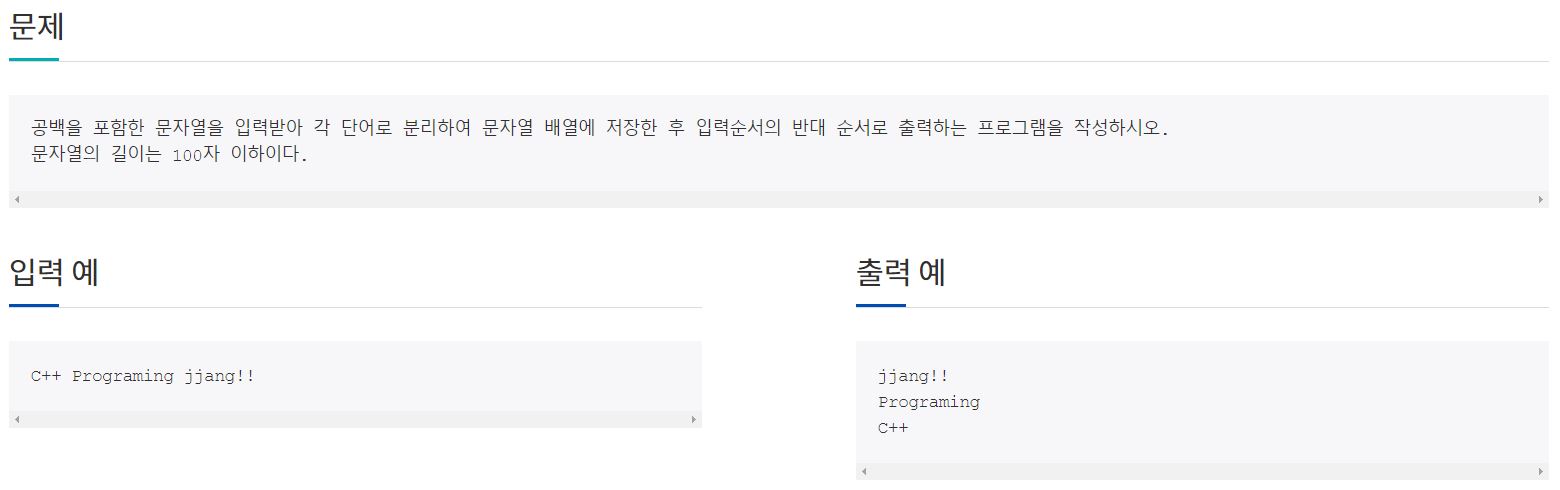 문제
공백을 포함한 문자열을 입력받아 각 단어로 분리하여 문자열 배열에 저장한 후 입력순서의 반대 순서로 출력하는 프로그램을 작성하시오.
문자열의 길이는 100자 이하이다.
입력 예
C++ Programing jjang!!
출력 예
jjang!!
Programing
C++